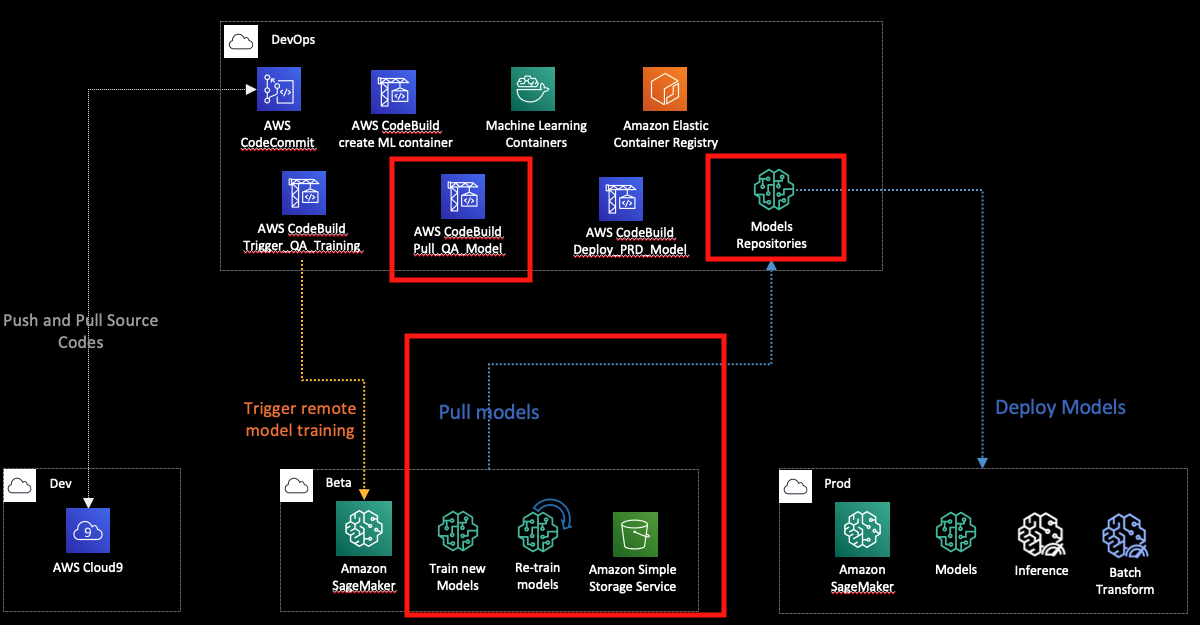 DevOps
AWS
CodeCommit
AWS CodeBuild
create ML container
Machine Learning
Containers
Amazon Elastic
Container Registry
AWS CodeBuild
Trigger_QA_Training
AWS CodeBuild
Pull_QA_Model
AWS CodeBuild
Deploy_PRD_Model
Models
Repositories
Push and Pull Source
Codes
Trigger remote
model training
Pull models
Deploy Models
Dev
9
AWS Cloud9
Beta
Amazon
SageMaker
Train new
Models
Re-train
models
Amazon Simple
Storage Service
Prod
Amazon
SageMaker
Models
Inference
Batch
Transform